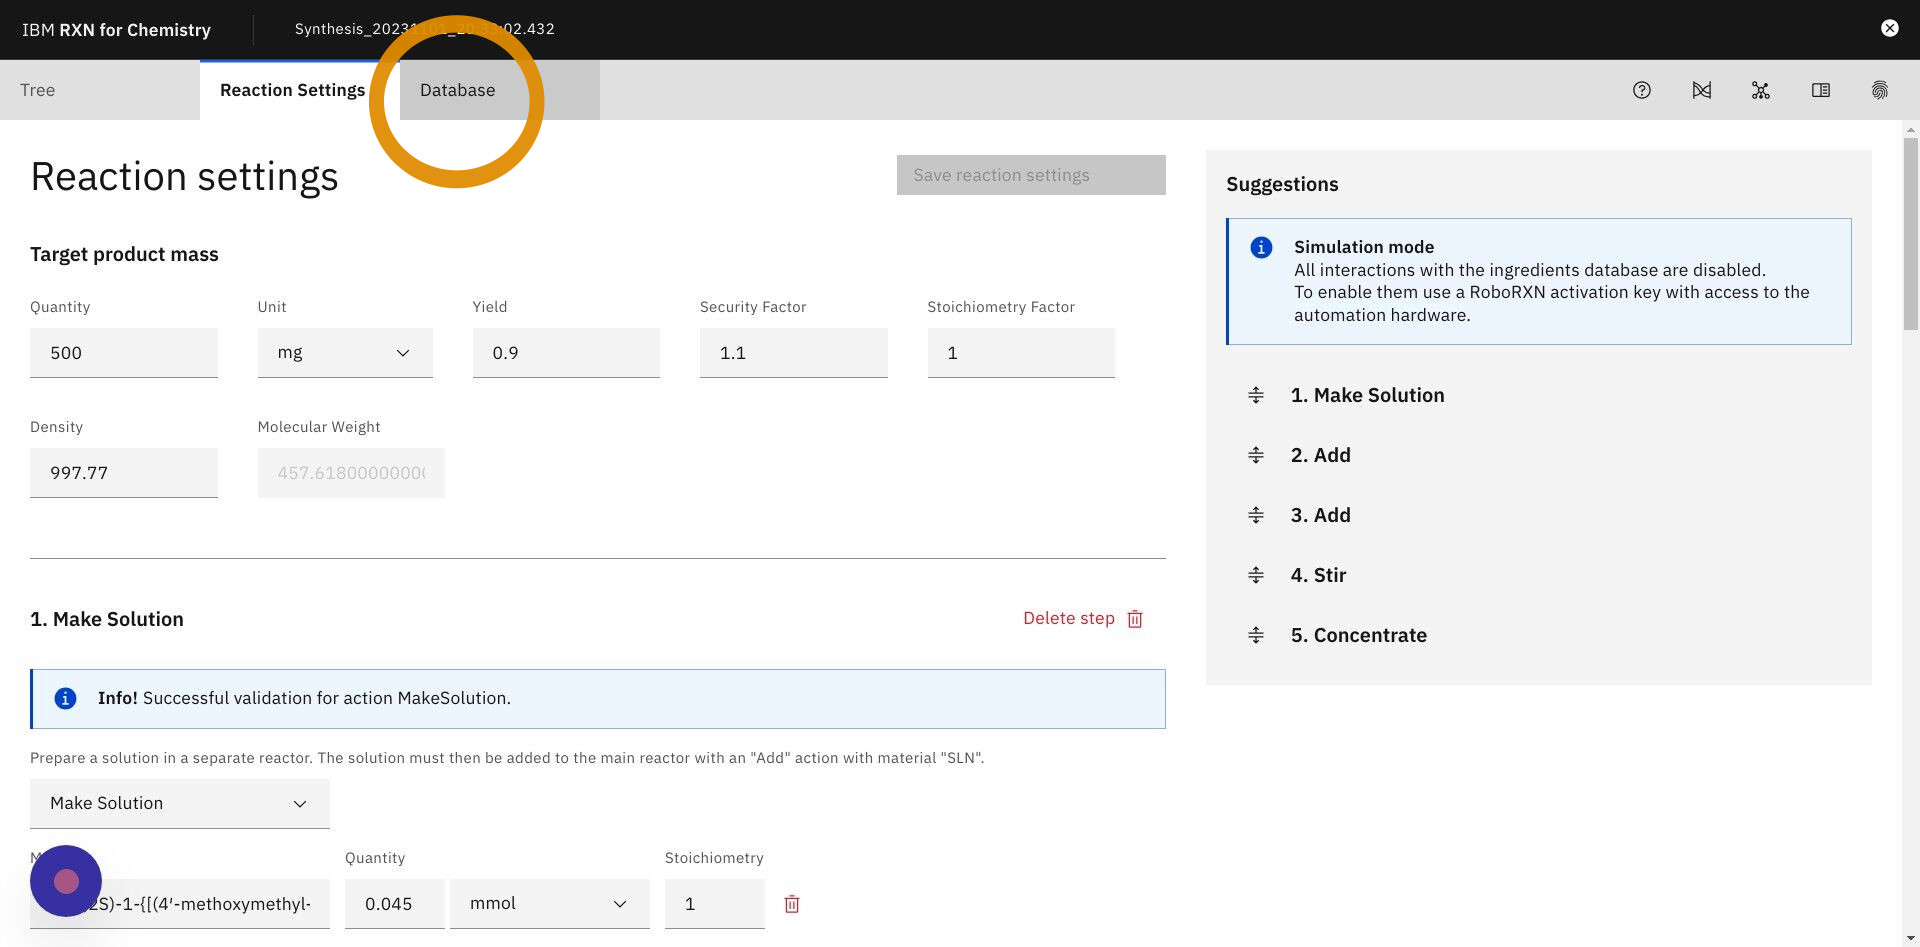 IBM RXN for Chemistry
Synthesis_20231101_20:33:02.432
Tree
Reaction Settings
Database
Reaction settings
Save reaction settings
Target product mass
Quantity
Unit
Yield
Security Factor
Stoichiometry Factor
500
mg
0.9
1.1
1
Density
Molecular Weight
997.77
457.6180000000
1. Make Solution
Delete step
Info! Successful validation for action MakeSolution.
Prepare a solution in a separate reactor. The solution must then be added to the main reactor with an "Add" action with material "SLN".
Make Solution
Quantity
Stoichiometry
2S)-1-{[(4'-methoxymethyl-
0.045
mmol
1
Suggestions
Simulation mode
All interactions with the ingredients database are disabled.
To enable them use a RoboRXN activation key with access to the
automation hardware.
1. Make Solution
2. Add
3. Add
4. Stir
5. Concentrate